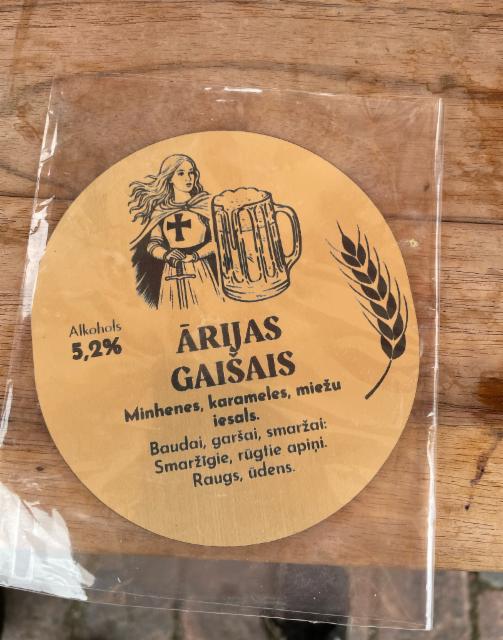 Alkohols
5,2%
ĀRIJAS
GAIŠAIS
Minhenes, karameles, miežu
iesals.
Baudai, garšai, smaržai:
Smaržīgie, rūgtie apiņi.
Raugs, ūdens.